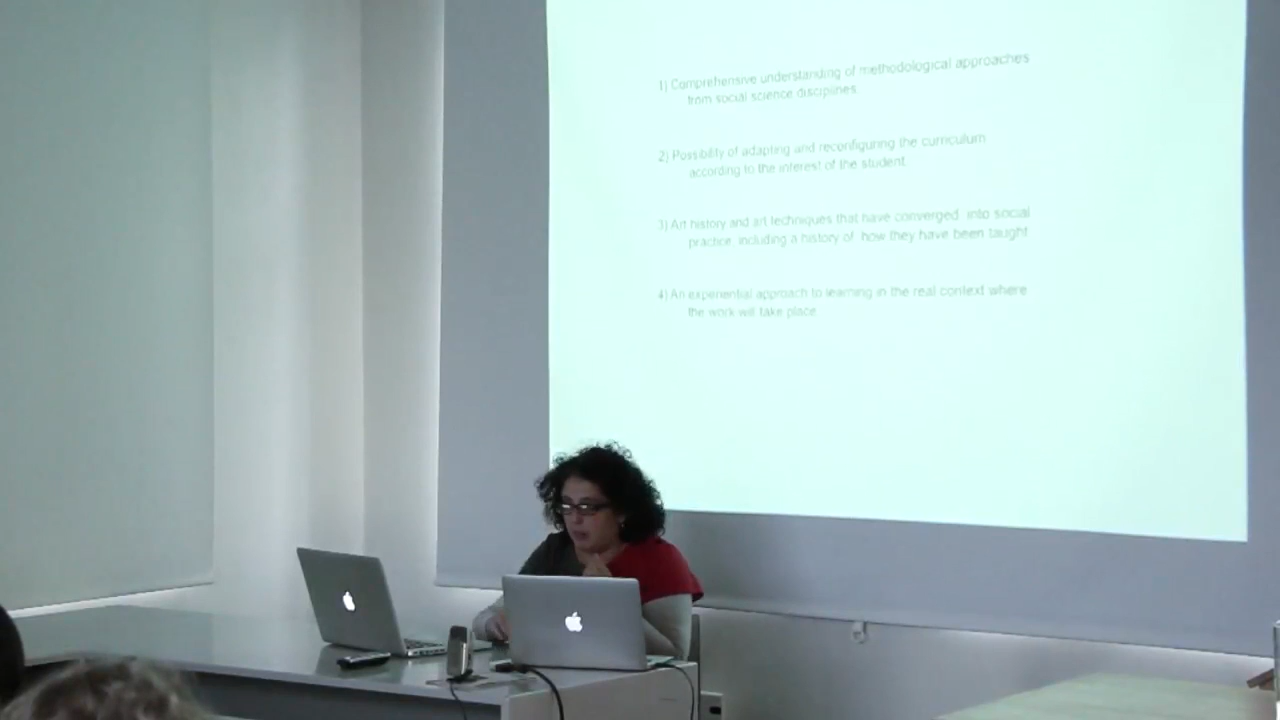 1) Comprehensive understanding of methodological approaches
from social science disciplines.
2) Possibility of adapting and reconfiguring the curriculum
according to the interest of the student.
3) Art history and art techniques that have converged into social
practice, including a history of how they have been taught
4) An experiential approach to learning in the real context where
the work will take place.